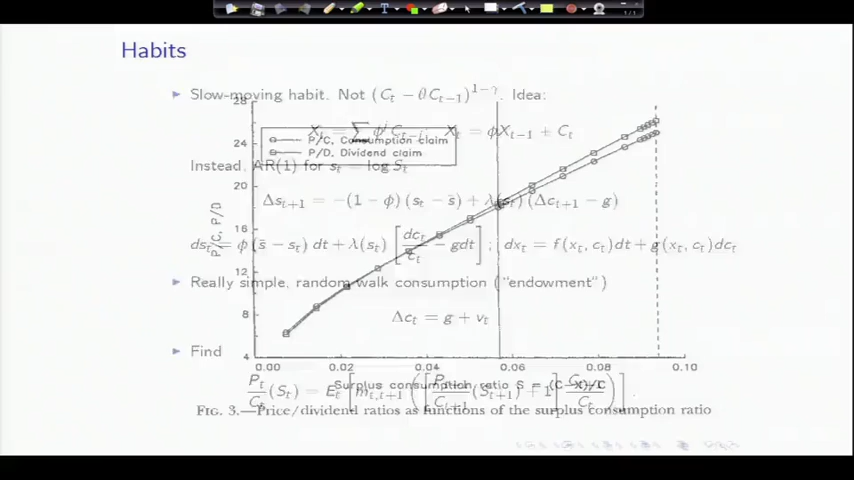 Habits
Slow-moving habit. Not (C_t − θC_{t−1})^{1−γ}. Idea:
X_t = ∑ φ^j C_{t−j}; X_t = φX_{t−1} + C_t
P/C, Consumption claim
P/D, Dividend claim
Instead, AR(1) for s_t = log S_t
Δs_{t+1} = −(1 − φ)(s_t − s̄) + λ(s_t)(Δc_{t+1} − g)
ds_t = φ(s̄ − s_t)dt + λ(s_t)[dc_t/c_t − gdt]; dx_t = f(x_t, c_t)dt + g(x_t, c_t)dc_t
Really simple, random walk consumption ("endowment")
Δc_t = g + v_t
Find
P_t/C_t (S_t) = E_t [m_{t,t+1} ([P_{t+1}/C_{t+1} (S_{t+1}) + 1] C_{t+1}/C_t)].
P/C, P/D
28
24
20
16
12
8
4
0.00 0.02 0.04 0.06 0.08 0.10
Surplus consumption ratio S = (C−X)/C
FIG. 3.—Price/dividend ratios as functions of the surplus consumption ratio
1/1